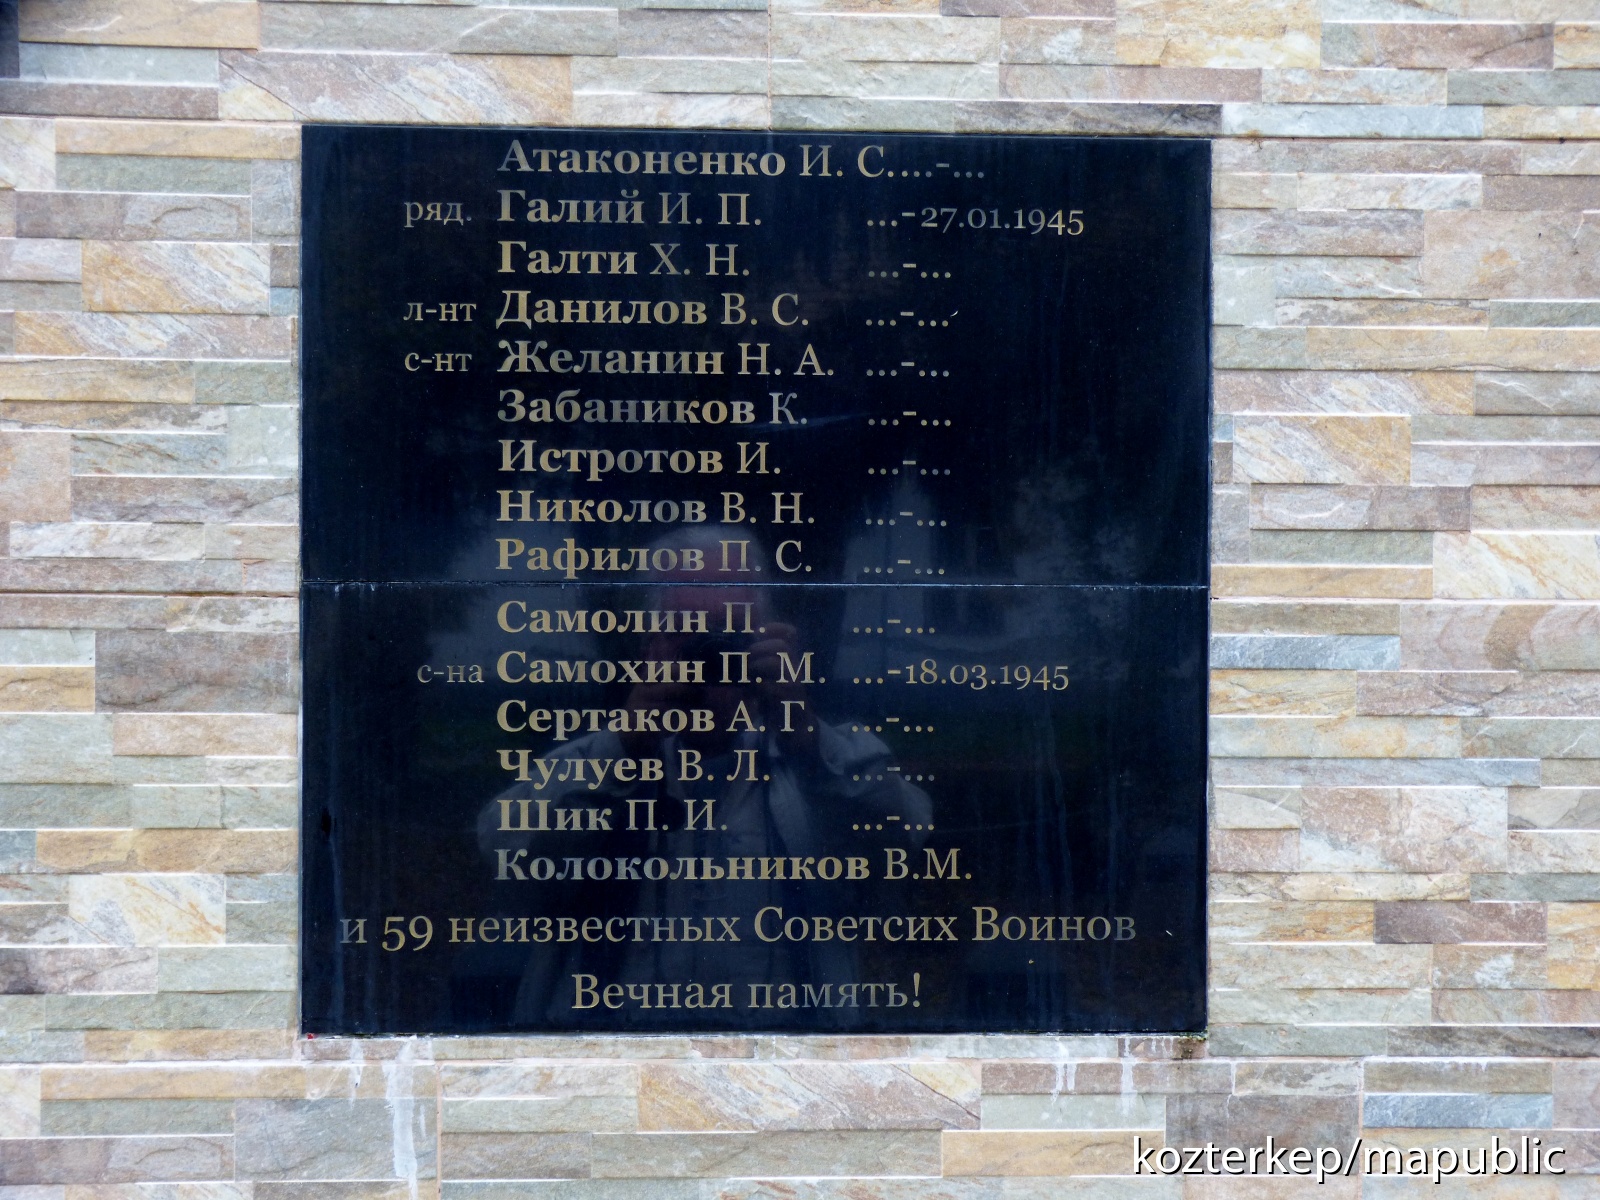 Атаконенко И. С....-...
ряд. Галий И. П. ...-27.01.1945
Галти Х. Н. ...-...
л-нт Данилов В. С. ...-...
с-нт Желанин Н. А. ...-...
Забаников К. ...-...
Истротов И. ...-...
Николов В. Н. ...-...
Рафилов П. С. ...-...
Самолин П. ...-...
с-на Самохин П. М. ...-18.03.1945
Сертаков А. Г. ...-...
Чулуев В. Л. ...-...
Шик П. И. ...-...
Колокольников В.М.
и 59 неизвестных Советсих Воинов
Вечная память!
kozterkep/mapublic